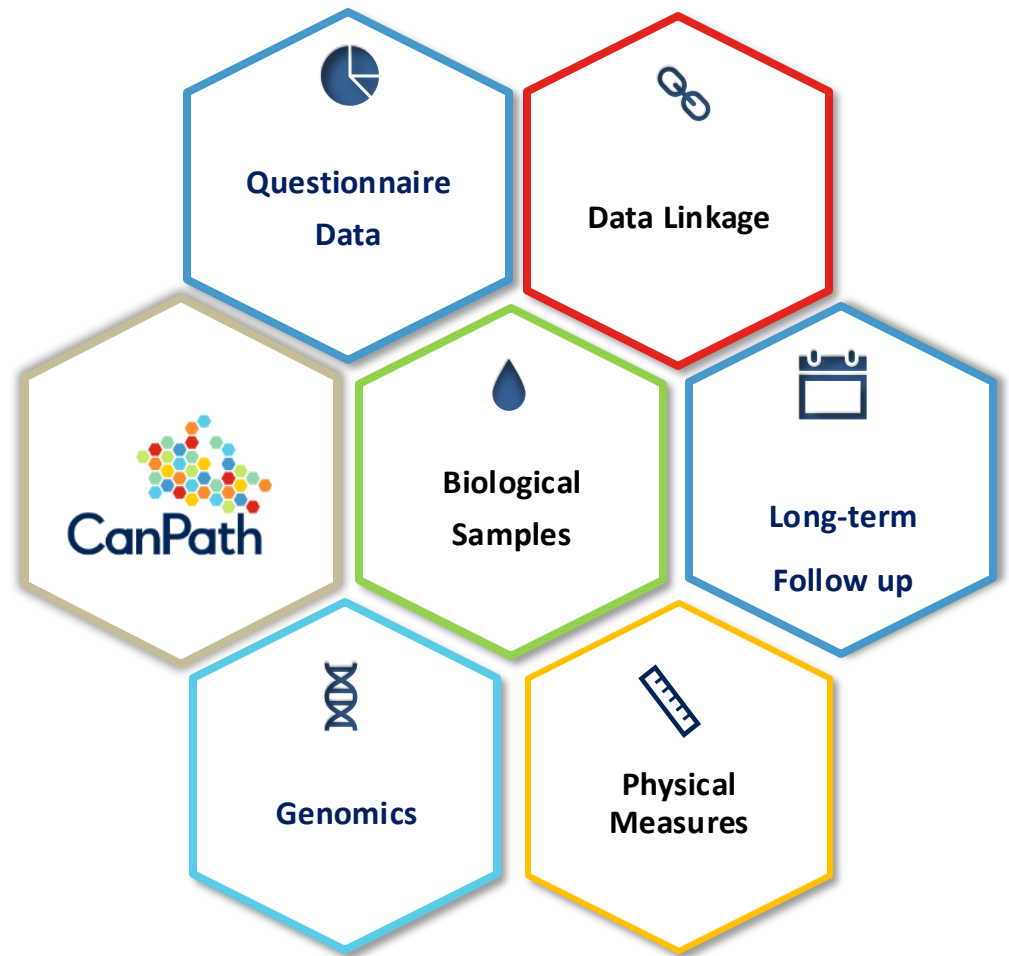 Questionnaire
Data
Data Linkage
CanPath
Biological
Samples
Long-term
Follow up
Genomics
Physical
Measures